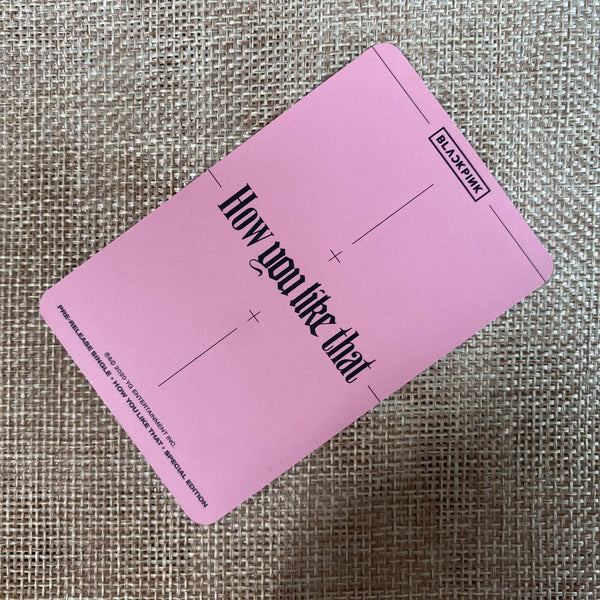 BLACKPINK
How you like that
℗&© 2020 YG ENTERTAINMENT INC.
PRE-RELEASE SINGLE + HOW YOU LIKE THAT + SPECIAL EDITION